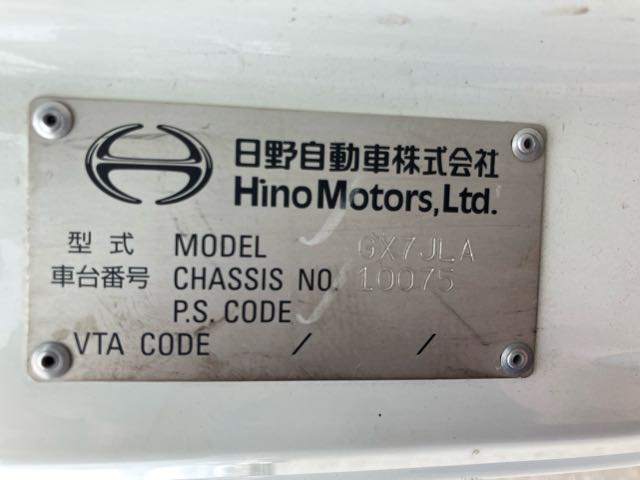 日野自動車株式会社
Hino Motors, Ltd.
型式 MODEL GX7JLA
車台番号 CHASSIS NO. 10075
P.S. CODE
VTA CODE / /